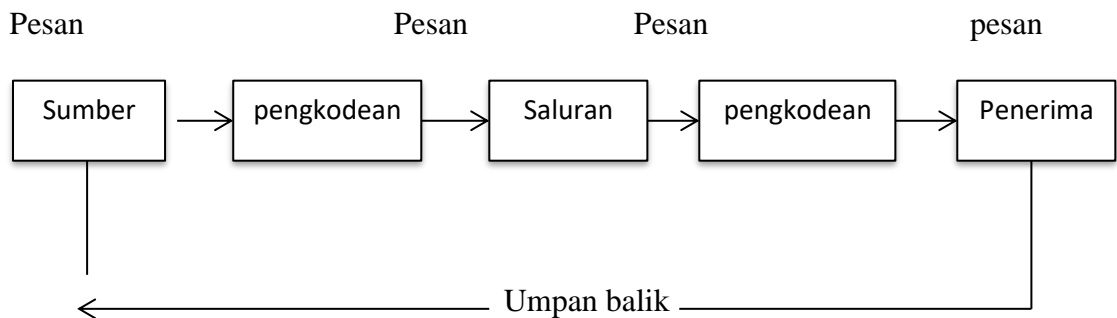 Pesan Pesan Pesan pesan
Sumber pengkodean Saluran pengkodean Penerima
Umpan balik